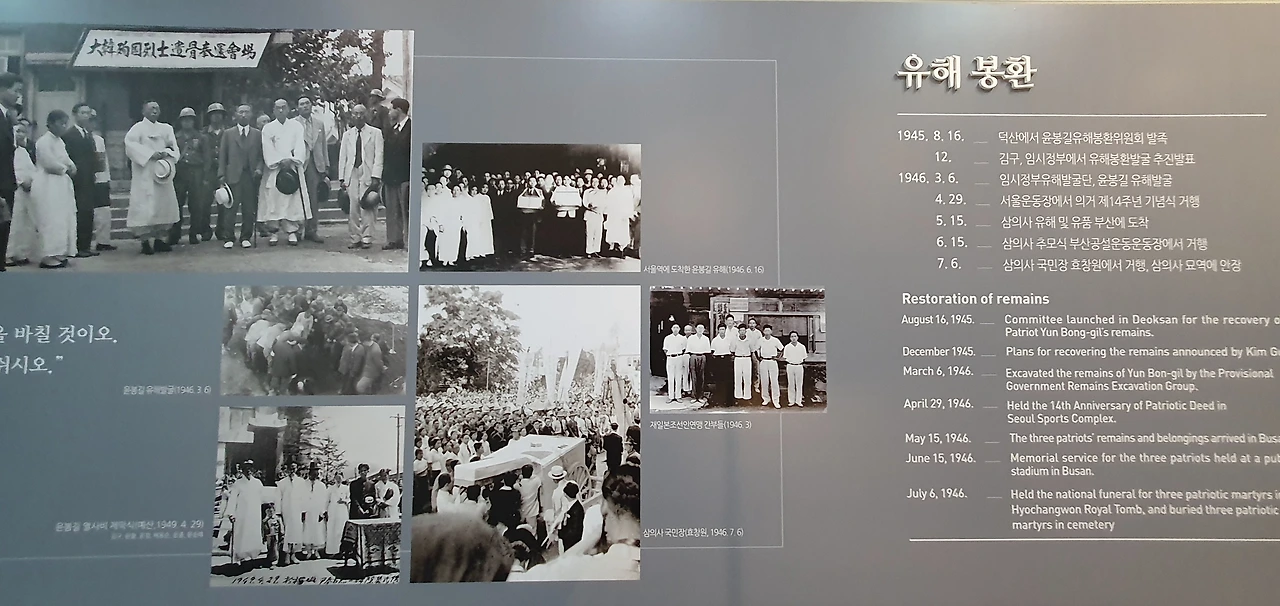 大韓殉國烈士遺骨奉還會場
을 바칠 것이오.
쉬시오."
서울역에 도착한 윤봉길 유해(1946. 6. 16)
윤봉길 유해발굴(1946. 3. 6)
재일본조선인연맹 간부들(1946. 3)
윤봉길 열사비 제막식(예산, 1949. 4. 29)
삼의사 국민장(효창원, 1946. 7. 6)
1949. 4. 29
유해 봉환
1945. 8. 16. 덕산에서 윤봉길유해봉환위원회 발족
12. 김구, 임시정부에서 유해봉환발굴 추진발표
1946. 3. 6. 임시정부유해발굴단, 윤봉길 유해발굴
4. 29. 서울운동장에서 의거 제14주년 기념식 거행
5. 15. 삼의사 유해 및 유품 부산에 도착
6. 15. 삼의사 추모식 부산공설운동운동장에서 거행
7. 6. 삼의사 국민장 효창원에서 거행, 삼의사 묘역에 안장
Restoration of remains
August 16, 1945. Committee launched in Deoksan for the recovery o
Patriot Yun Bong-gil's remains.
December 1945. Plans for recovering the remains announced by Kim Gu
March 6, 1946. Excavated the remains of Yun Bon-gil by the Provisional
Government Remains Excavation Group.
April 29, 1946. Held the 14th Anniversary of Patriotic Deed in
Seoul Sports Complex.
May 15, 1946. The three patriots' remains and belongings arrived in Busa
June 15, 1946. Memorial service for the three patriots held at a pub
stadium in Busan.
July 6, 1946. Held the national funeral for three patriotic martyrs i
Hyochangwon Royal Tomb, and buried three patriotic
martyrs in cemetery